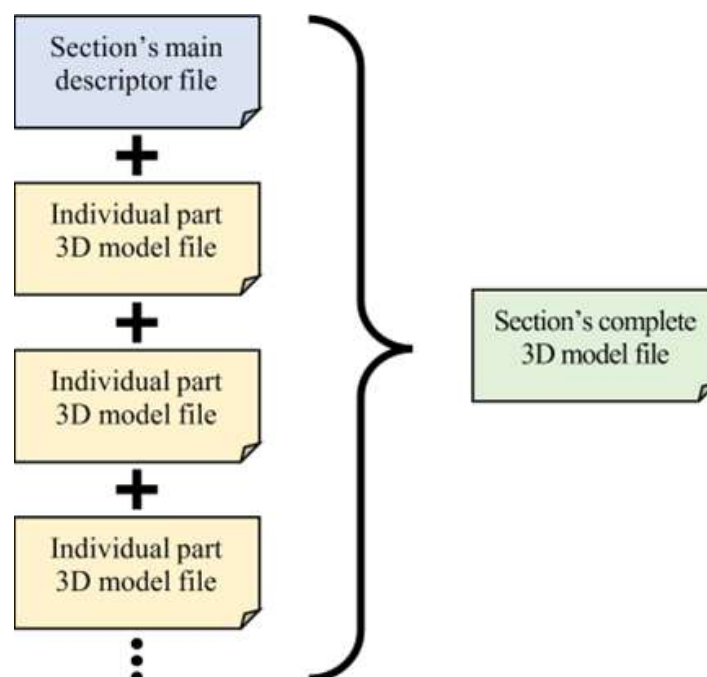 Section’s main
descriptor file
+
Individual part
3D model file
+
Individual part
3D model file
+
Individual part
3D model file
Section’s complete
3D model file